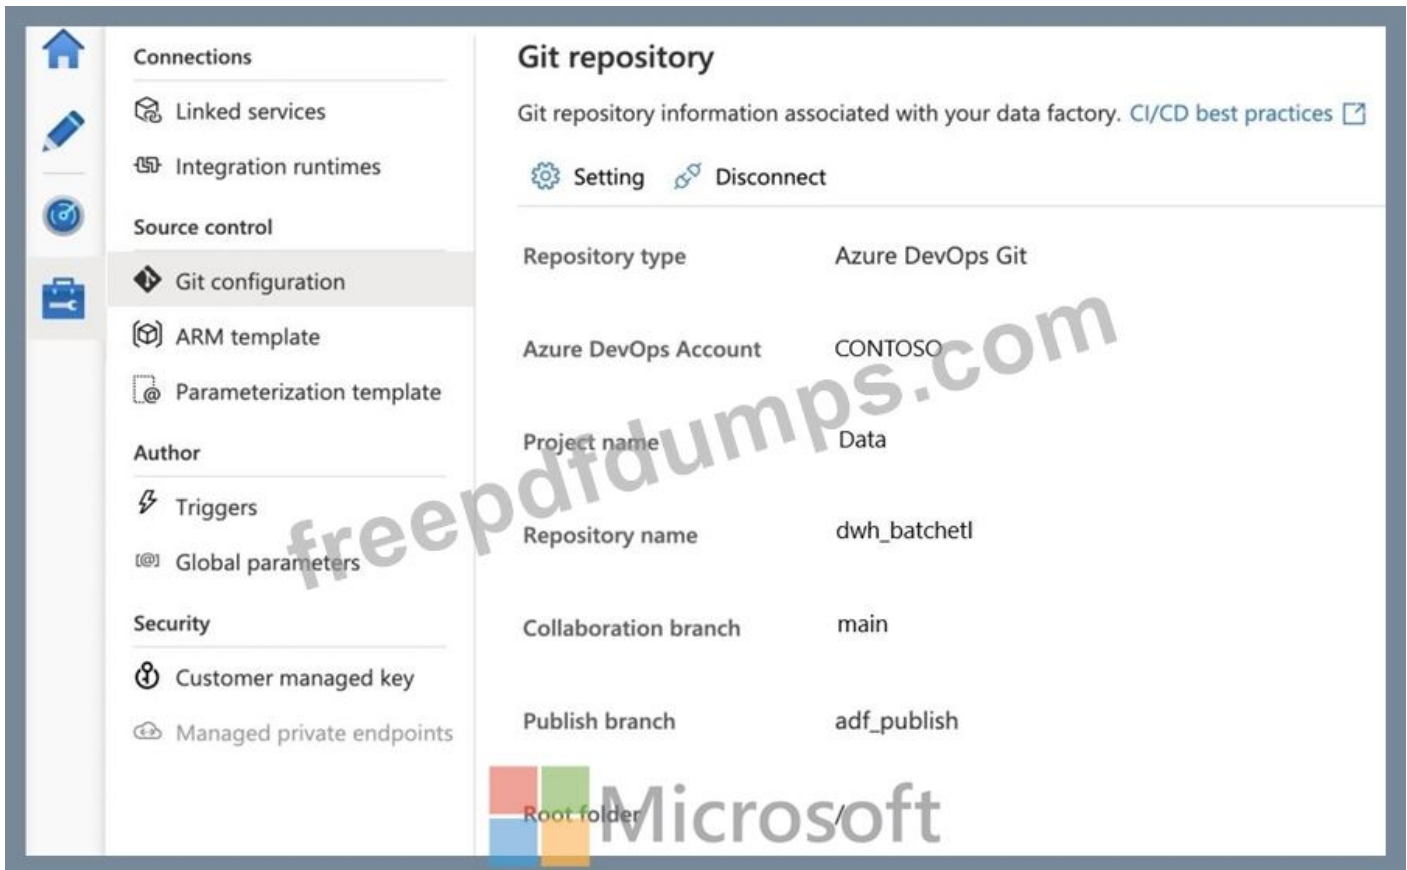 Connections
Linked services
Integration runtimes
Source control
Git configuration
ARM template
Parameterization template
Author
Triggers
Global parameters
Security
Customer managed key
Managed private endpoints
Git repository
Git repository information associated with your data factory. CI/CD best practices
Setting Disconnect
Repository type Azure DevOps Git
Azure DevOps Account CONTOSO
Project name Data
Repository name dwh_batchetl
Collaboration branch main
Publish branch adf_publish
Root folder /
freepdfdumps.com
Microsoft